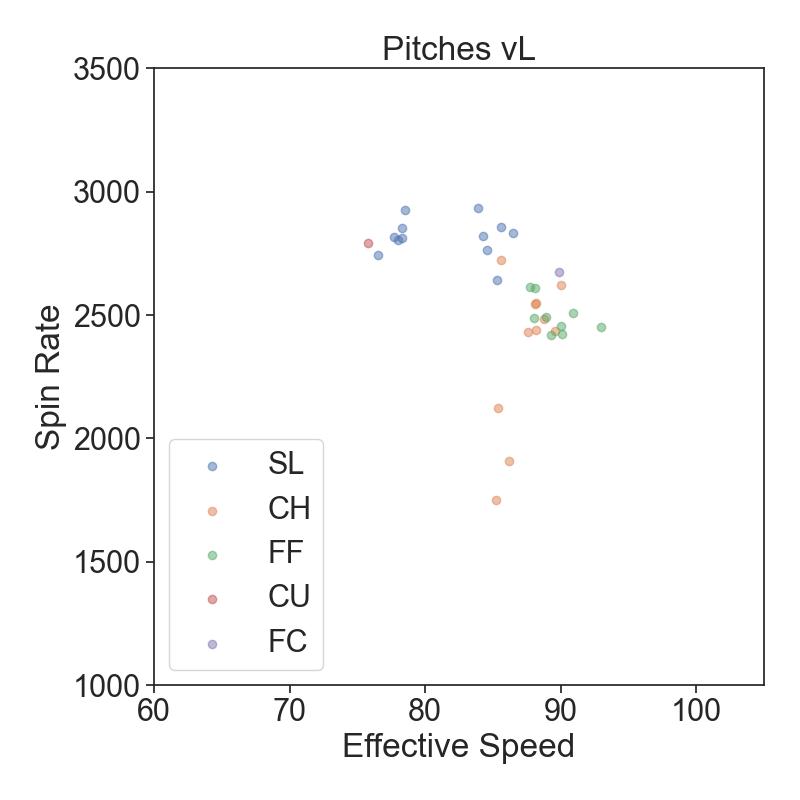 Pitches vL
3500
3000
2500
2000
1500
1000
Spin Rate
SL
CH
FF
CU
FC
60 70 80 90 100
Effective Speed